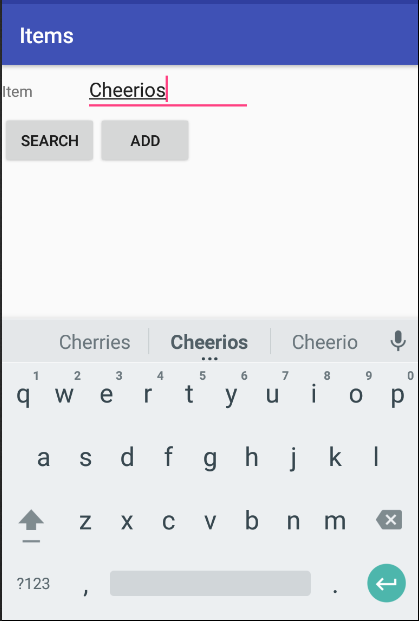 Items
Item Cheerios
SEARCH ADD
Cherries Cheerios Cheerio
1 2 3 4 5 6 7 8 9 0
q w e r t y u i o p
a s d f g h j k l
z x c v b n m
?123 , .